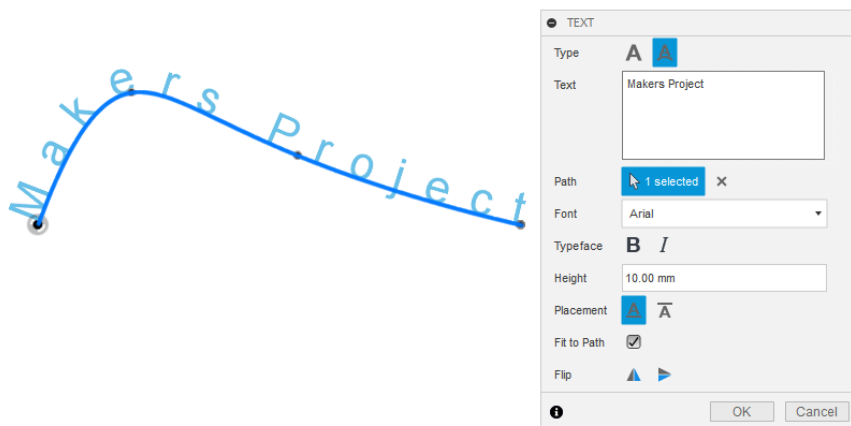 Makers Project
TEXT
Type A A
Text Makers Project
Path 1 selected
Font Arial
Typeface B I
Height 10.00 mm
Placement A A
Fit to Path
Flip
OK Cancel